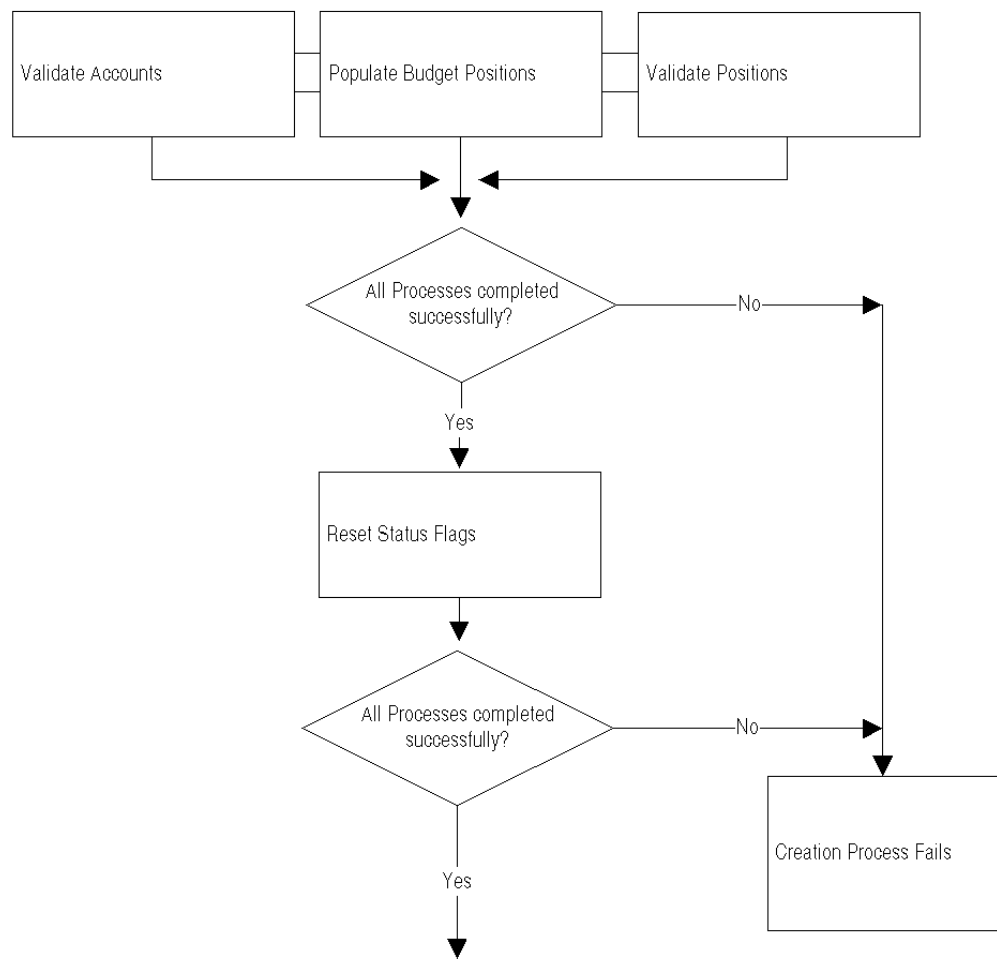 Validate Accounts
Populate Budget Positions
Validate Positions
All Processes completed
successfully?
No
Yes
Reset Status Flags
All Processes completed
successfully?
No
Creation Process Fails
Yes